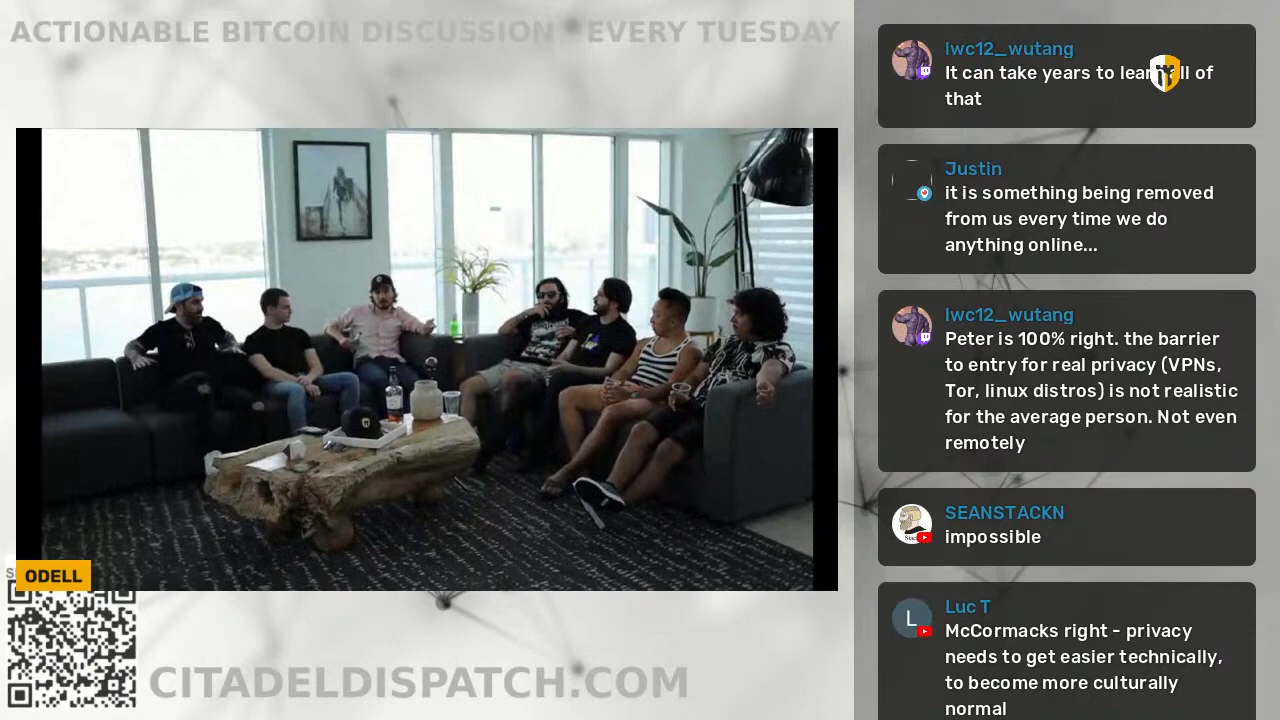 ACTIONABLE BITCOIN DISCUSSION * EVERY TUESDAY
lwc12_wutang
It can take years to learn all of
that
Justin
it is something being removed
from us every time we do
anything online...
lwc12_wutang
Peter is 100% right. the barrier
to entry for real privacy (VPNs,
Tor, linux distros) is not realistic
for the average person. Not even
remotely
SEANSTACKN
impossible
Luc T
L
McCormacks right - privacy
needs to get easier technically,
to become more culturally
normal
ODELL
CITADELDISPATCH.COM